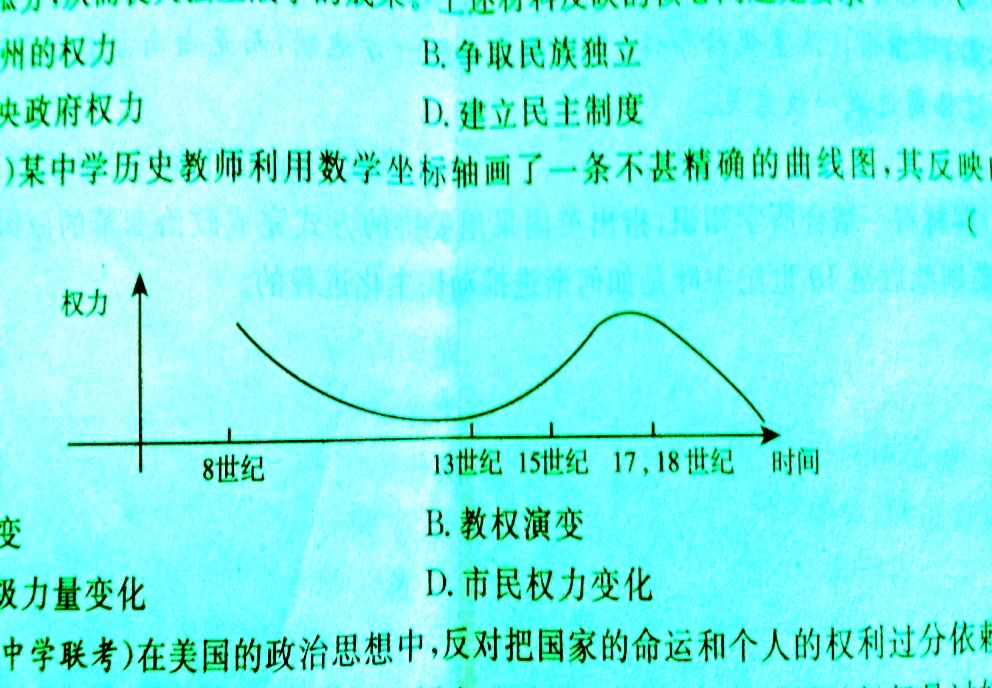 州的权力 B. 争取民族独立
央政府权力 D. 建立民主制度
)某中学历史教师利用数学坐标轴画了一条不甚精确的曲线图,其反映
(
权力
8世纪 13世纪 15世纪 17,18世纪 时间
变 B. 教权演变
级力量变化 D. 市民权力变化
中学联考)在美国的政治思想中,反对把国家的命运和个人的权利过分依赖